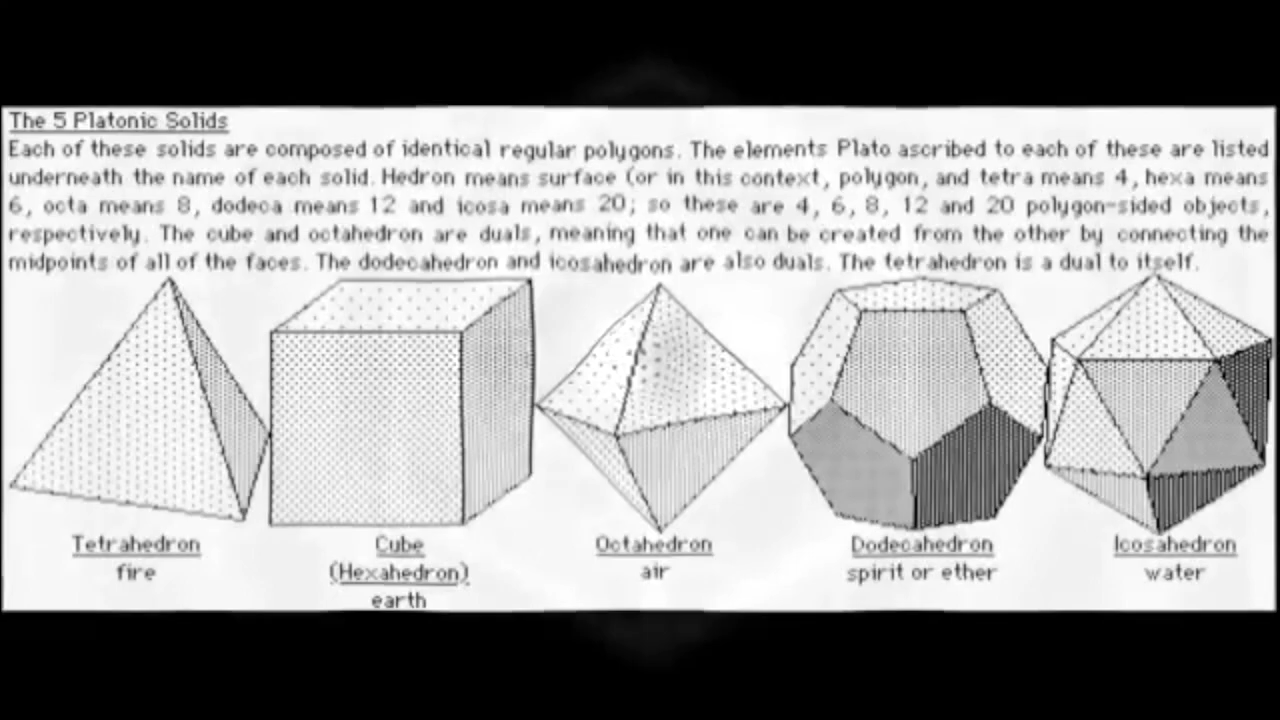 The 5 Platonic Solids
Each of these solids are composed of identical regular polygons. The elements Plato ascribed to each of these are listed
underneath the name of each solid. Hedron means surface (or in this context, polygon, and tetra means 4, hexa means
6, octa means 8, dodeca means 12 and icosa means 20; so these are 4, 6, 8, 12 and 20 polygon-sided objects,
respectively. The cube and octahedron are duals, meaning that one can be created from the other by connecting the
midpoints of all of the faces. The dodecahedron and icosahedron are also duals. The tetrahedron is a dual to itself.
Tetrahedron
fire
Cube
(Hexahedron)
earth
Octahedron
air
Dodecahedron
spirit or ether
Icosahedron
water